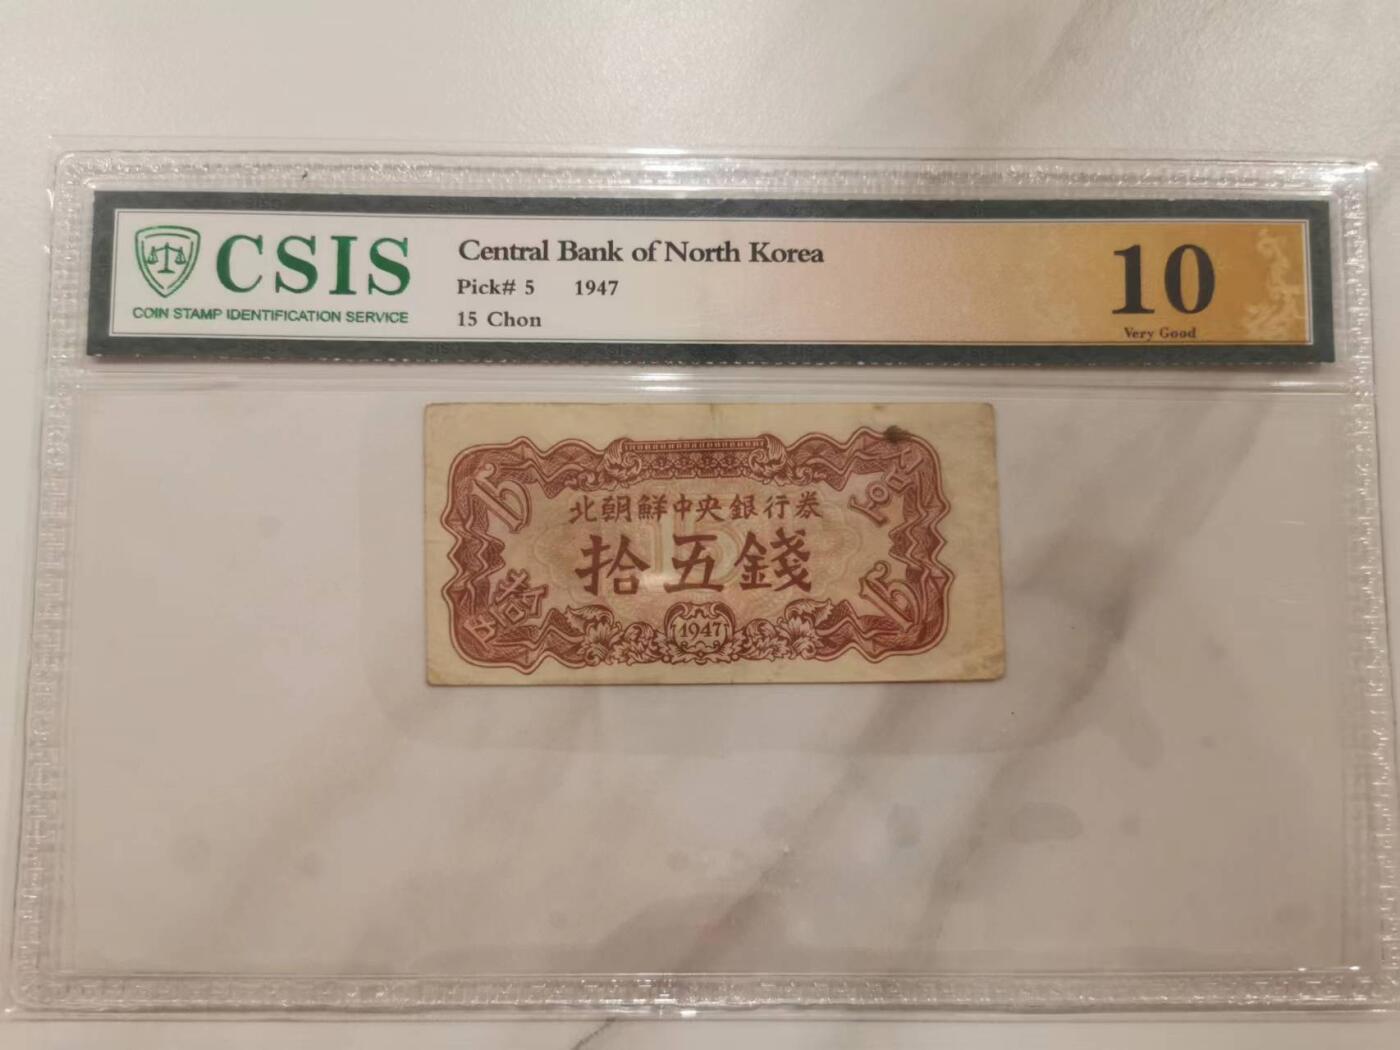 CSIS
COIN STAMP IDENTIFICATION SERVICE
Central Bank of North Korea
Pick# 5 1947
15 Chon
10
Very Good
北朝鮮中央銀行券
拾五錢
拾
1947